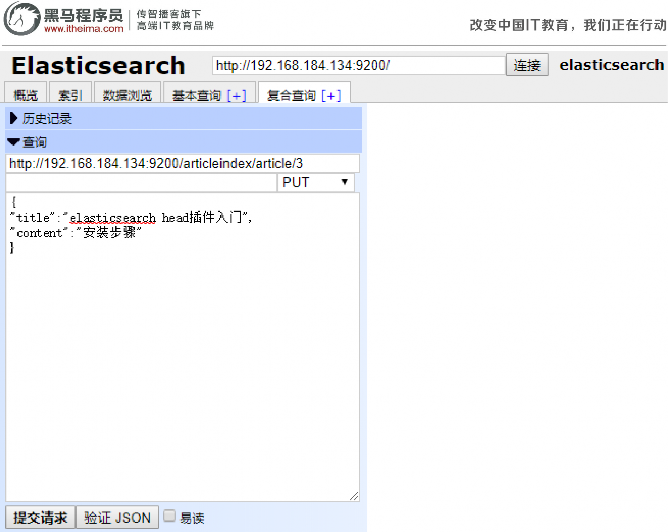 黑马程序员
www.itheima.com
传智播客旗下
高端IT教育品牌
改变中国IT教育，我们正在行动
Elasticsearch
http://192.168.184.134:9200/
连接
elasticsearch
概览
索引
数据浏览
基本查询 [+]
复合查询 [+]
历史记录
查询
http://192.168.184.134:9200/articleindex/article/3
PUT
{
"title":"elasticsearch head插件入门",
"content":"安装步骤"
}
提交请求
验证 JSON
易读